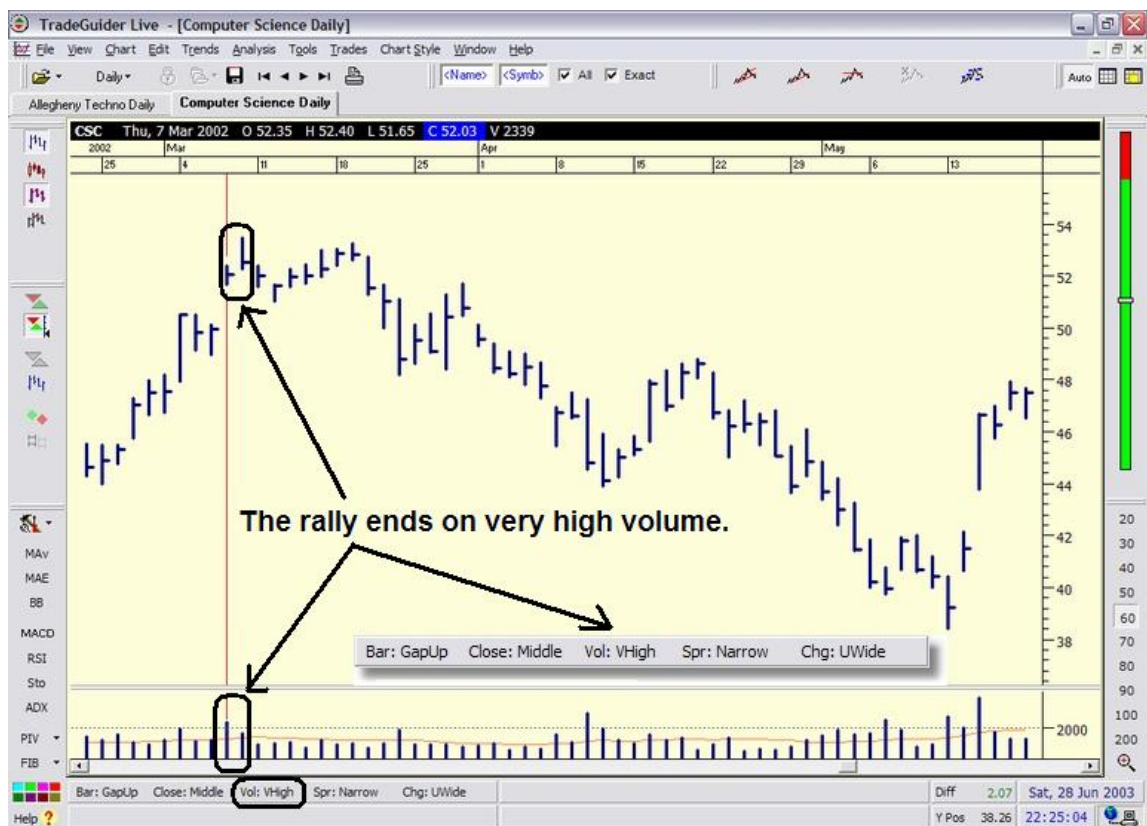 TradeGuider Live - [Computer Science Daily]
File View Chart Edit Trends Analysis Tools Trades Chart Style Window Help
Daily <Name> <Symb> All Exact Auto
Allegheny Techno Daily Computer Science Daily
CSC Thu, 7 Mar 2002 O 52.35 H 52.40 L 51.65 C 52.03 V 2339
2002 Mar Apr May
25 4 11 18 25 1 8 15 22 29 6 13
54
52
50
48
46
44
42
40
38
The rally ends on very high volume.
Bar: GapUp Close: Middle Vol: VHigh Spr: Narrow Chg: UWide
2000
MAv
MAE
BB
MACD
RSI
Sto
ADX
PIV
FIB
20
30
40
50
60
70
80
90
100
200
Bar: GapUp Close: Middle Vol: VHigh Spr: Narrow Chg: UWide Diff 2.07 Sat, 28 Jun 2003
Help ? Y Pos 38.26 22:25:04